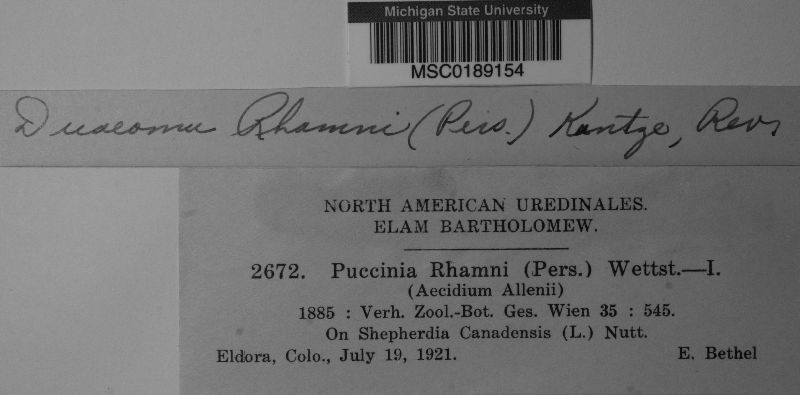 Michigan State University
MSC0189154
Dicaeoma Rhamni (Pers.) Kuntze, Rev.
NORTH AMERICAN UREDINALES.
ELAM BARTHOLOMEW.
2672. Puccinia Rhamni (Pers.) Wettst.—I.
(Aecidium Allenii)
1885 : Verh. Zool.-Bot. Ges. Wien 35 : 545.
On Shepherdia Canadensis (L.) Nutt.
Eldora, Colo., July 19, 1921. E. Bethel